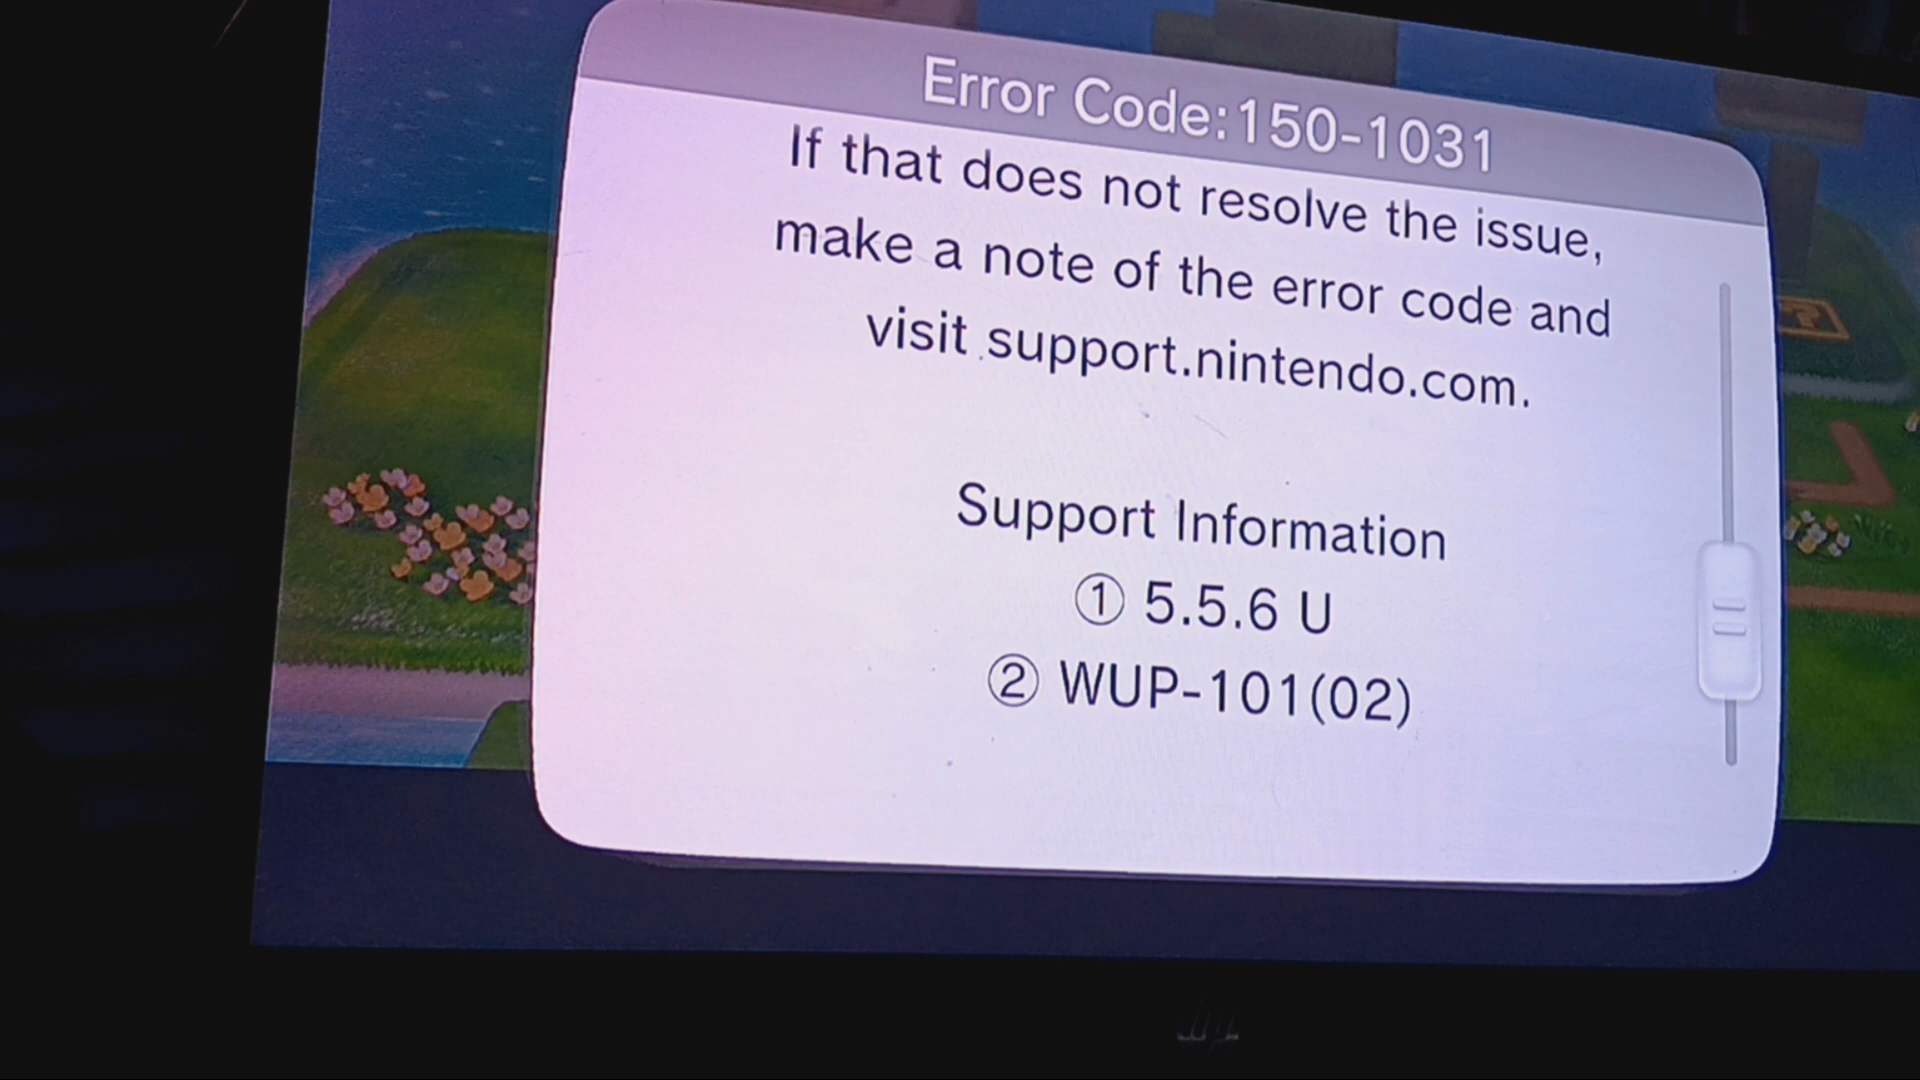 Error Code:150-1031
If that does not resolve the issue,
make a note of the error code and
visit support.nintendo.com.
Support Information
① 5.5.6 U
② WUP-101(02)